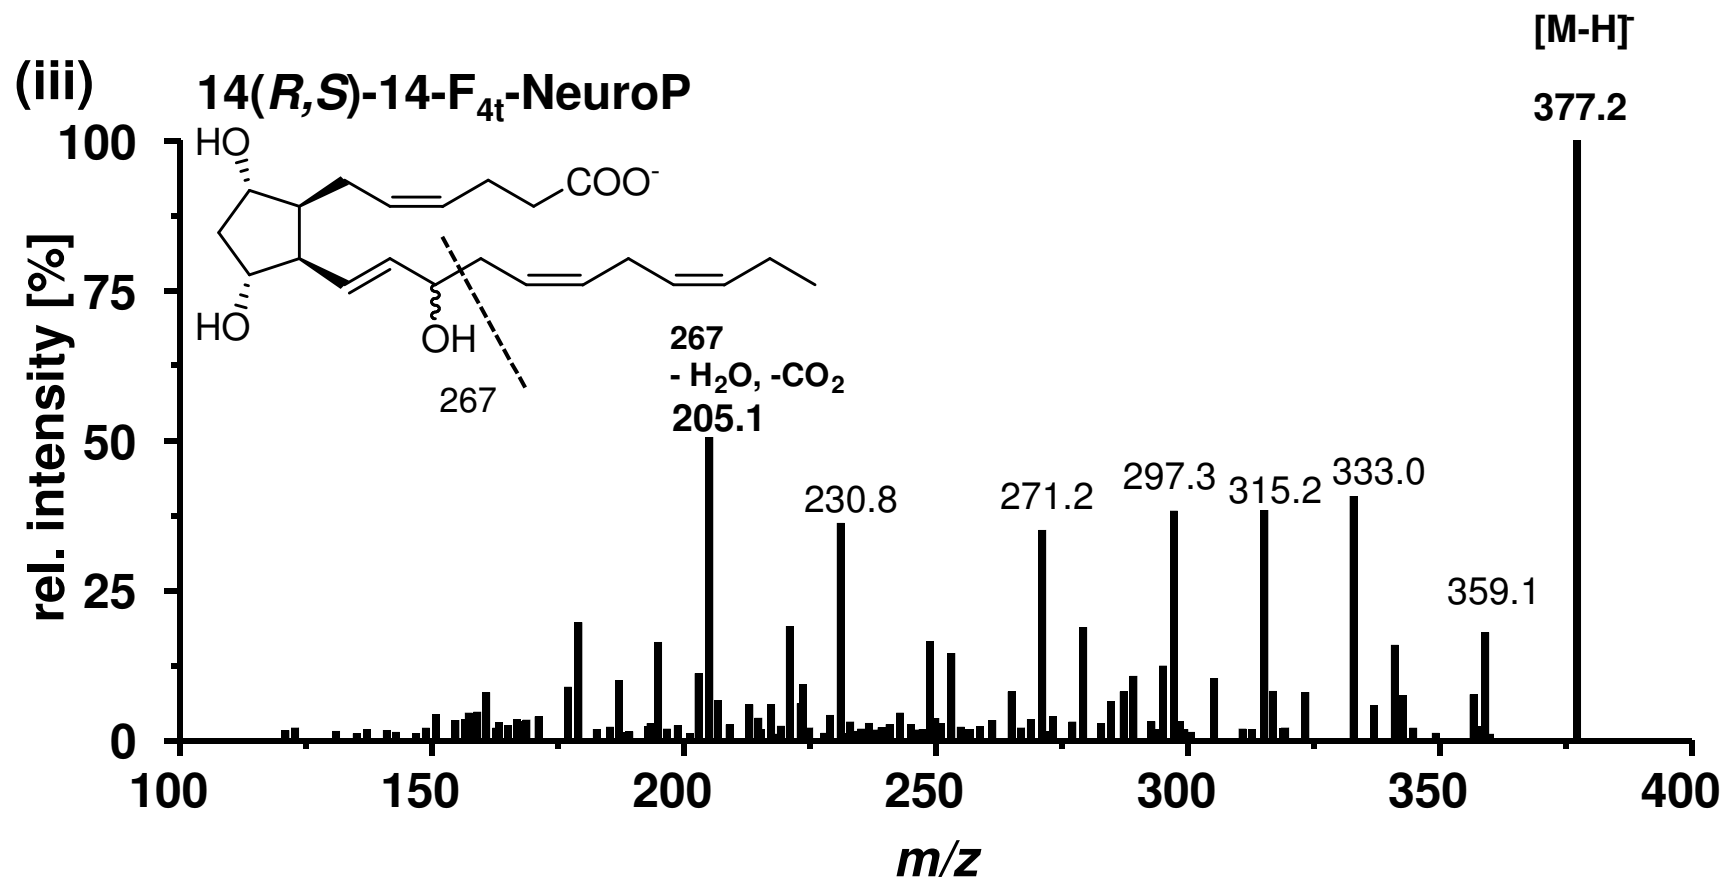 [M-H]⁻
(iii)
14(R,S)-14-F₄ₜ-NeuroP
377.2
100
HO
COO⁻
rel. intensity [%]
75
HO
OH
267
267
- H₂O, -CO₂
205.1
50
230.8
271.2
297.3
315.2
333.0
25
359.1
0
100
150
200
250
300
350
400
m/z